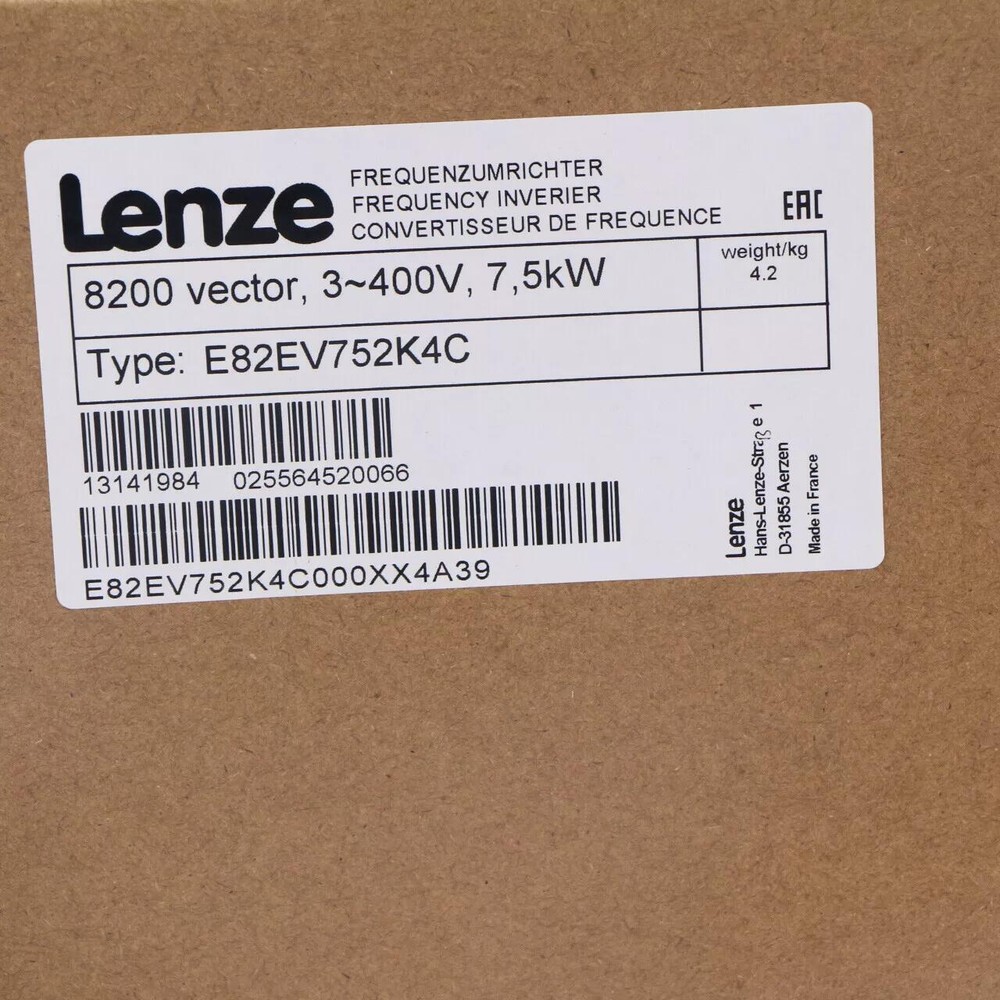 Lenze
FREQUENZUMRICHTER
FREQUENCY INVERIER
CONVERTISSEUR DE FREQUENCE
EAC
8200 vector, 3~400V, 7,5kW
weight/kg
4.2
Type: E82EV752K4C
13141984 025564520066
E82EV752K4C000XX4A39
Lenze
Hans-Lenze-Straße 1
D-31855 Aerzen
Made in France